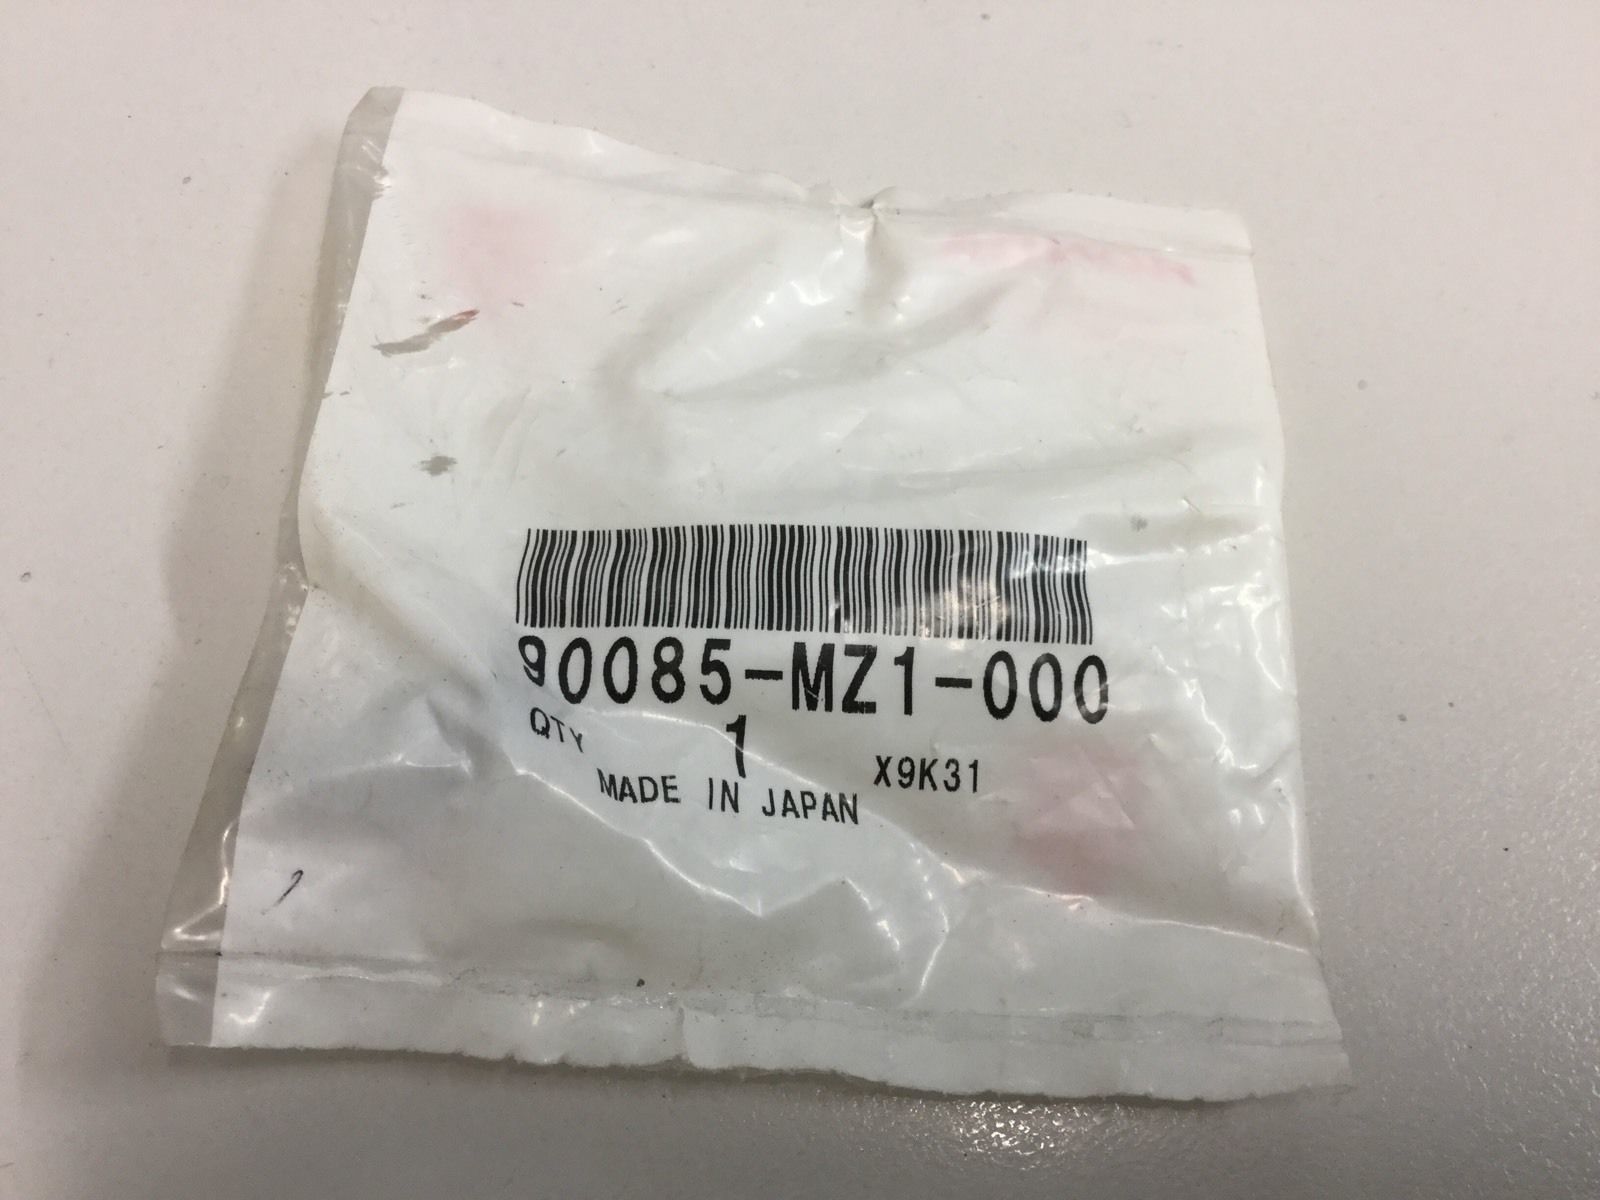 90085-MZ1-000
QTY 1 X9K31
MADE IN JAPAN